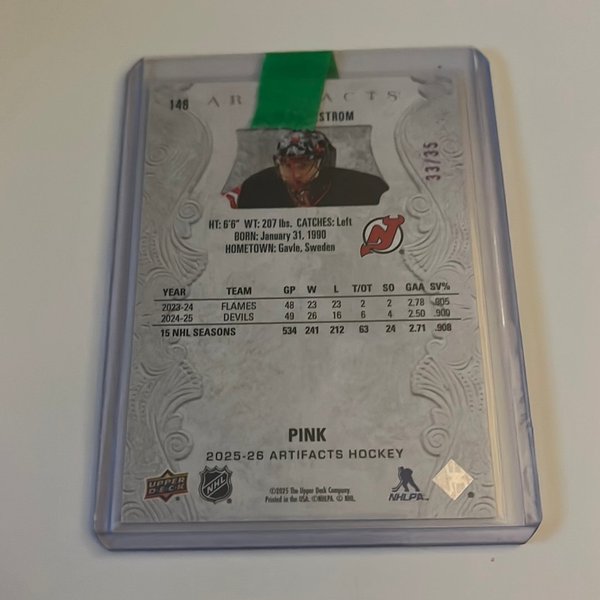 148
AR FACTS
STROM
33/35
HT: 6'6" WT: 207 lbs. CATCHES: Left
BORN: January 31, 1990
HOMETOWN: Gavle, Sweden
YEAR TEAM GP W L T/OT SO GAA SV%
2023-24 FLAMES 48 23 23 2 2 2.78 .905
2024-25 DEVILS 49 26 16 6 4 2.50 .900
15 NHL SEASONS 534 241 212 63 24 2.71 .908
PINK
2025-26 ARTIFACTS HOCKEY
UPPER DECK
NHL
©2025 The Upper Deck Company
Printed in the USA. ©NHLPA. © NHL.
NHLPA